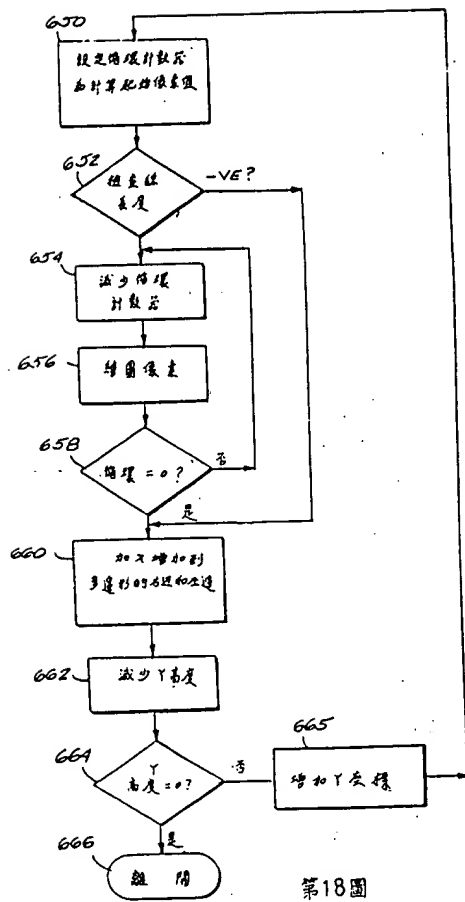 650
設定循環計數器
和計算起始像素值
652
檢查線
長度
-VE?
654
減少循環
計數器
656
繪圖像素
658
循環=0?
否
是
660
加X增加到
多邊形的右邊和左邊
662
減少Y高度
664
Y
高度=0?
否
665
增加Y座標
是
666
離開
第18圖